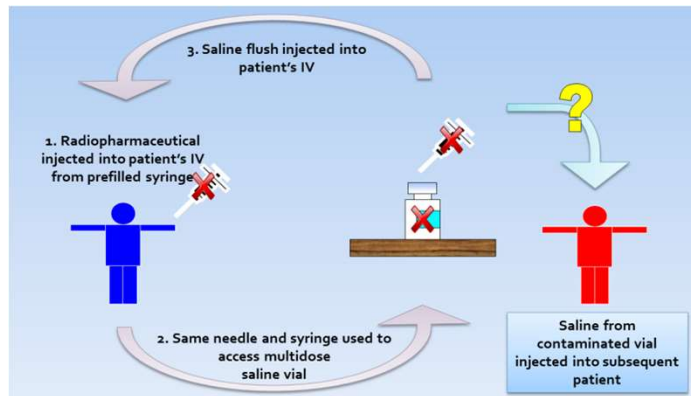 3. Saline flush injected into
patient's IV
?
1. Radiopharmaceutical
injected into patient's IV
from prefilled syringe
2. Same needle and syringe used to
access multidose
saline vial
Saline from
contaminated vial
injected into subsequent
patient